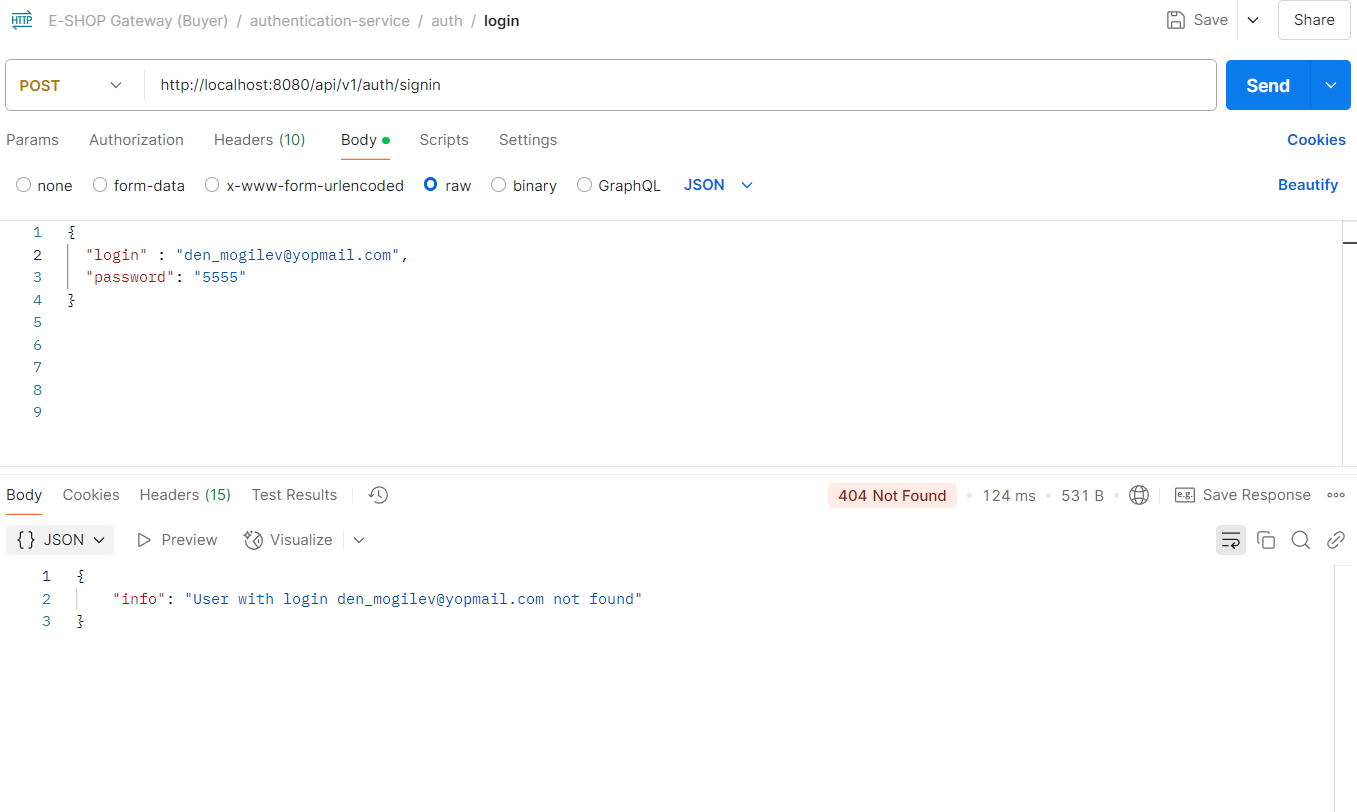 HTTP E-SHOP Gateway (Buyer) / authentication-service / auth / login Save Share
POST http://localhost:8080/api/v1/auth/signin Send
Params Authorization Headers (10) Body Scripts Settings Cookies
none form-data x-www-form-urlencoded raw binary GraphQL JSON Beautify
1 {
2 "login" : "den_mogilev@yopmail.com",
3 "password": "5555"
4 }
5
6
7
8
9
Body Cookies Headers (15) Test Results 404 Not Found 124 ms 531 B e.g. Save Response
{} JSON Preview Visualize
1 {
2 "info": "User with login den_mogilev@yopmail.com not found"
3 }